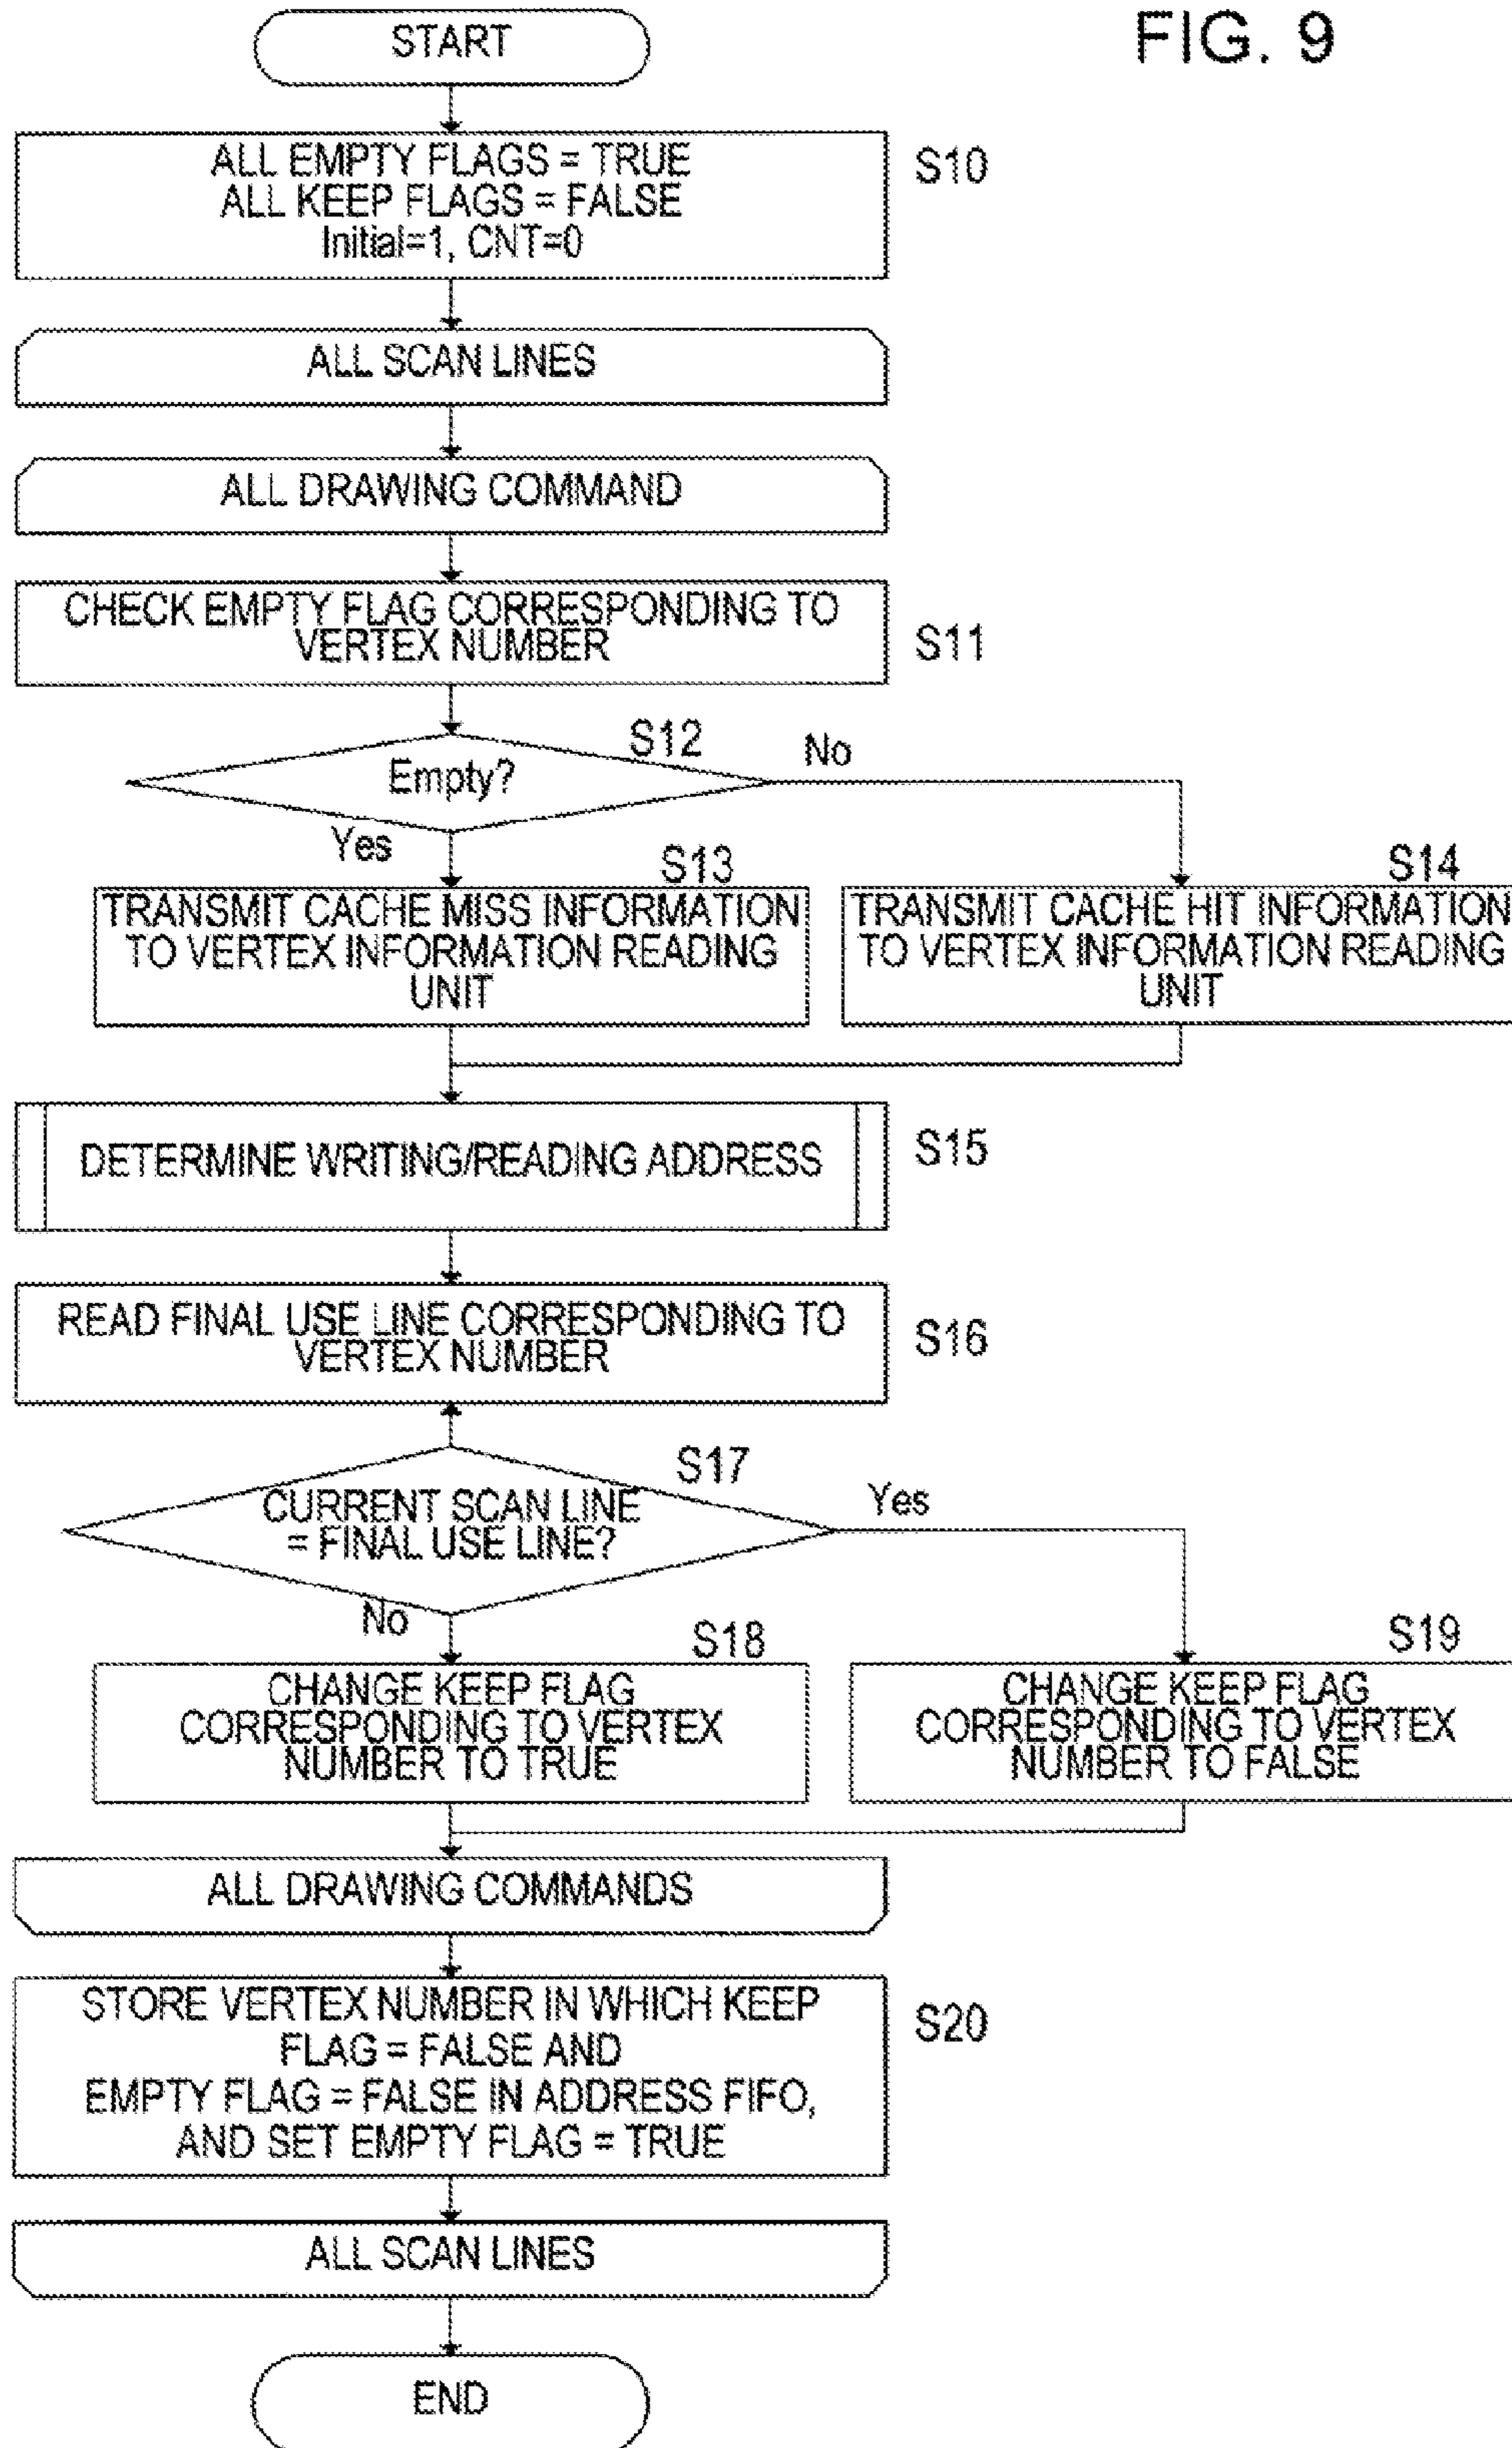 FIG. 9
START
ALL EMPTY FLAGS = TRUE
ALL KEEP FLAGS = FALSE
Initial=1, CNT=0
S10
ALL SCAN LINES
ALL DRAWING COMMAND
CHECK EMPTY FLAG CORRESPONDING TO
VERTEX NUMBER
S11
S12
Empty?
No
Yes
S13
TRANSMIT CACHE MISS INFORMATION
TO VERTEX INFORMATION READING
UNIT
S14
TRANSMIT CACHE HIT INFORMATION
TO VERTEX INFORMATION READING
UNIT
DETERMINE WRITING/READING ADDRESS
S15
READ FINAL USE LINE CORRESPONDING TO
VERTEX NUMBER
S16
S17
CURRENT SCAN LINE
= FINAL USE LINE?
Yes
No
S18
CHANGE KEEP FLAG
CORRESPONDING TO VERTEX
NUMBER TO TRUE
S19
CHANGE KEEP FLAG
CORRESPONDING TO VERTEX
NUMBER TO FALSE
ALL DRAWING COMMANDS
STORE VERTEX NUMBER IN WHICH KEEP
FLAG = FALSE AND
EMPTY FLAG = FALSE IN ADDRESS FIFO,
AND SET EMPTY FLAG = TRUE
S20
ALL SCAN LINES
END